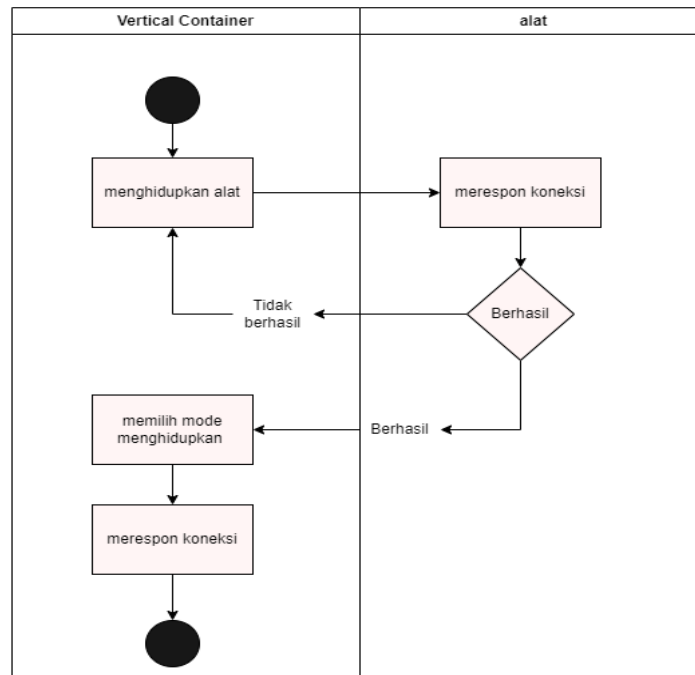 Vertical Container
alat
menghidupkan alat
merespon koneksi
Tidak
berhasil
Berhasil
memilih mode
menghidupkan
Berhasil
merespon koneksi